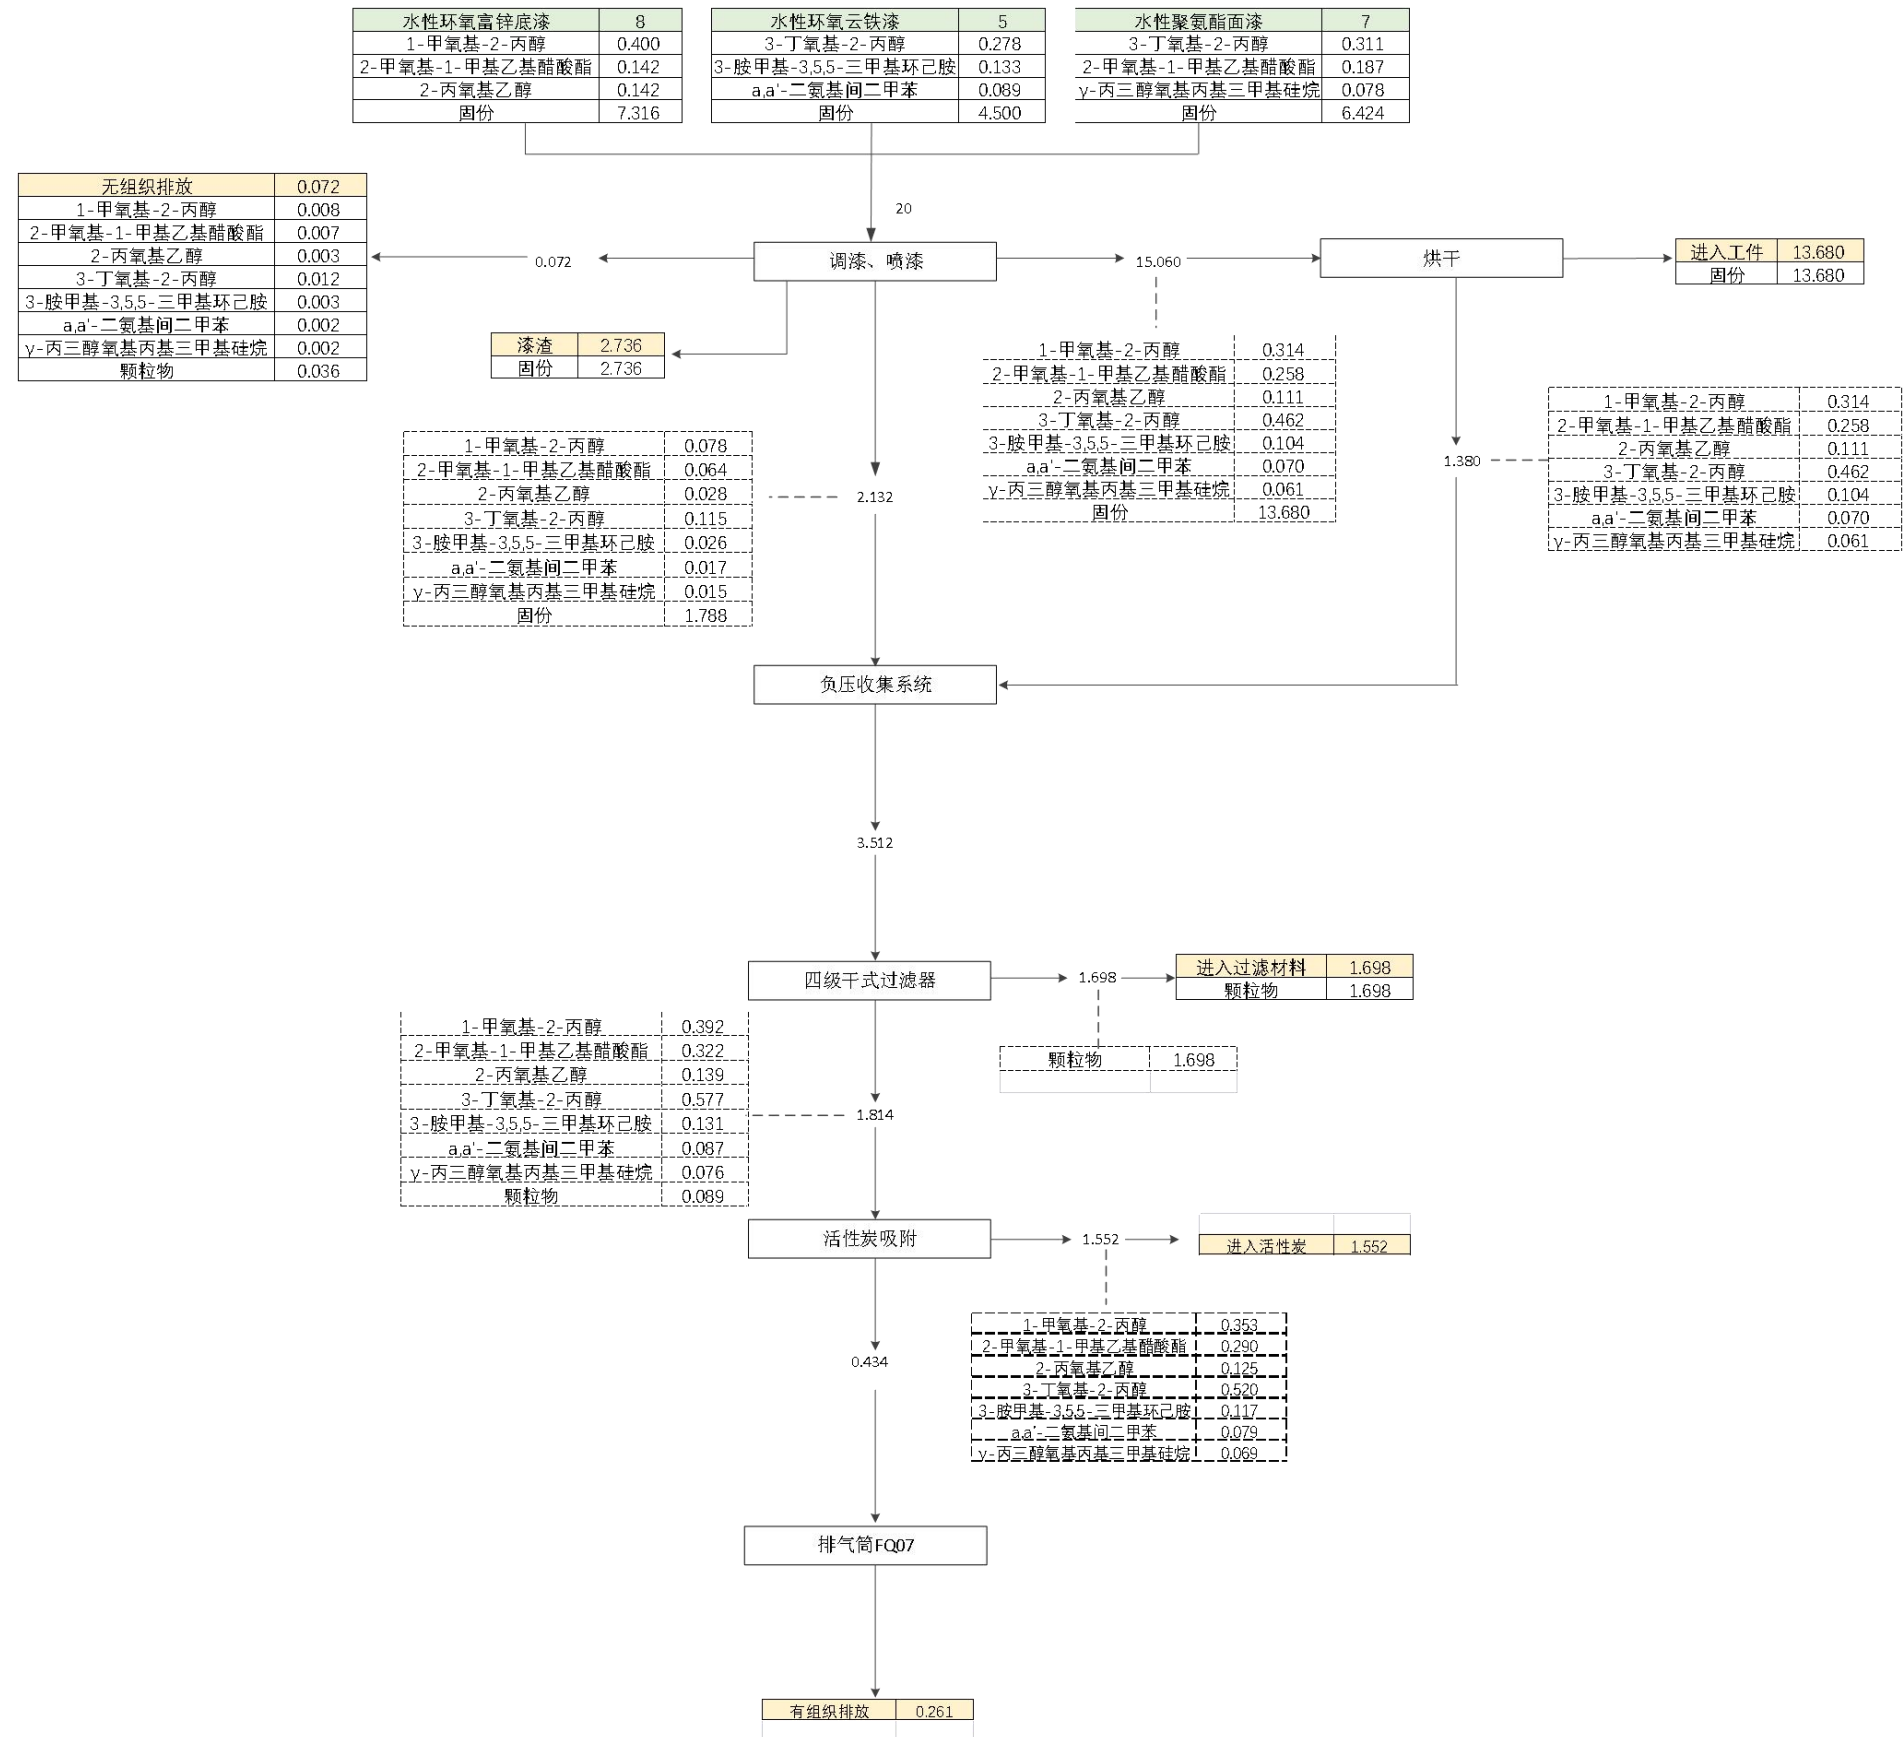 水性环氧富锌底漆 8
1-甲氧基-2-丙醇 0.400
2-甲氧基-1-甲基乙基醋酸酯 0.142
2-丙氧基乙醇 0.142
固份 7.316
水性环氧云铁漆 5
3-丁氧基-2-丙醇 0.278
3-胺甲基-3,5,5-三甲基环己胺 0.133
a,a'-二氨基间二甲苯 0.089
固份 4.500
水性聚氨酯面漆 7
3-丁氧基-2-丙醇 0.311
2-甲氧基-1-甲基乙基醋酸酯 0.187
γ-丙三醇氧基丙基三甲基硅烷 0.078
固份 6.424
20
无组织排放 0.072
1-甲氧基-2-丙醇 0.008
2-甲氧基-1-甲基乙基醋酸酯 0.007
2-丙氧基乙醇 0.003
3-丁氧基-2-丙醇 0.012
3-胺甲基-3,5,5-三甲基环己胺 0.003
a,a'-二氨基间二甲苯 0.002
γ-丙三醇氧基丙基三甲基硅烷 0.002
颗粒物 0.036
0.072
调漆、喷漆
15.060
烘干
进入工件 13.680
固份 13.680
漆渣 2.736
固份 2.736
1-甲氧基-2-丙醇 0.314
2-甲氧基-1-甲基乙基醋酸酯 0.258
2-丙氧基乙醇 0.111
3-丁氧基-2-丙醇 0.462
3-胺甲基-3,5,5-三甲基环己胺 0.104
a,a'-二氨基间二甲苯 0.070
γ-丙三醇氧基丙基三甲基硅烷 0.061
固份 13.680
1.380
1-甲氧基-2-丙醇 0.314
2-甲氧基-1-甲基乙基醋酸酯 0.258
2-丙氧基乙醇 0.111
3-丁氧基-2-丙醇 0.462
3-胺甲基-3,5,5-三甲基环己胺 0.104
a,a'-二氨基间二甲苯 0.070
γ-丙三醇氧基丙基三甲基硅烷 0.061
1-甲氧基-2-丙醇 0.078
2-甲氧基-1-甲基乙基醋酸酯 0.064
2-丙氧基乙醇 0.028
3-丁氧基-2-丙醇 0.115
3-胺甲基-3,5,5-三甲基环己胺 0.026
a,a'-二氨基间二甲苯 0.017
γ-丙三醇氧基丙基三甲基硅烷 0.015
固份 1.788
2.132
负压收集系统
3.512
四级干式过滤器
1.698
进入过滤材料 1.698
颗粒物 1.698
颗粒物 1.698
1-甲氧基-2-丙醇 0.392
2-甲氧基-1-甲基乙基醋酸酯 0.322
2-丙氧基乙醇 0.139
3-丁氧基-2-丙醇 0.577
3-胺甲基-3,5,5-三甲基环己胺 0.131
a,a'-二氨基间二甲苯 0.087
γ-丙三醇氧基丙基三甲基硅烷 0.076
颗粒物 0.089
1.814
活性炭吸附
1.552
进入活性炭 1.552
1-甲氧基-2-丙醇 0.353
2-甲氧基-1-甲基乙基醋酸酯 0.290
2-丙氧基乙醇 0.125
3-丁氧基-2-丙醇 0.520
3-胺甲基-3,5,5-三甲基环己胺 0.117
a,a'-二氨基间二甲苯 0.079
γ-丙三醇氧基丙基三甲基硅烷 0.069
0.434
排气筒FQ07
有组织排放 0.261